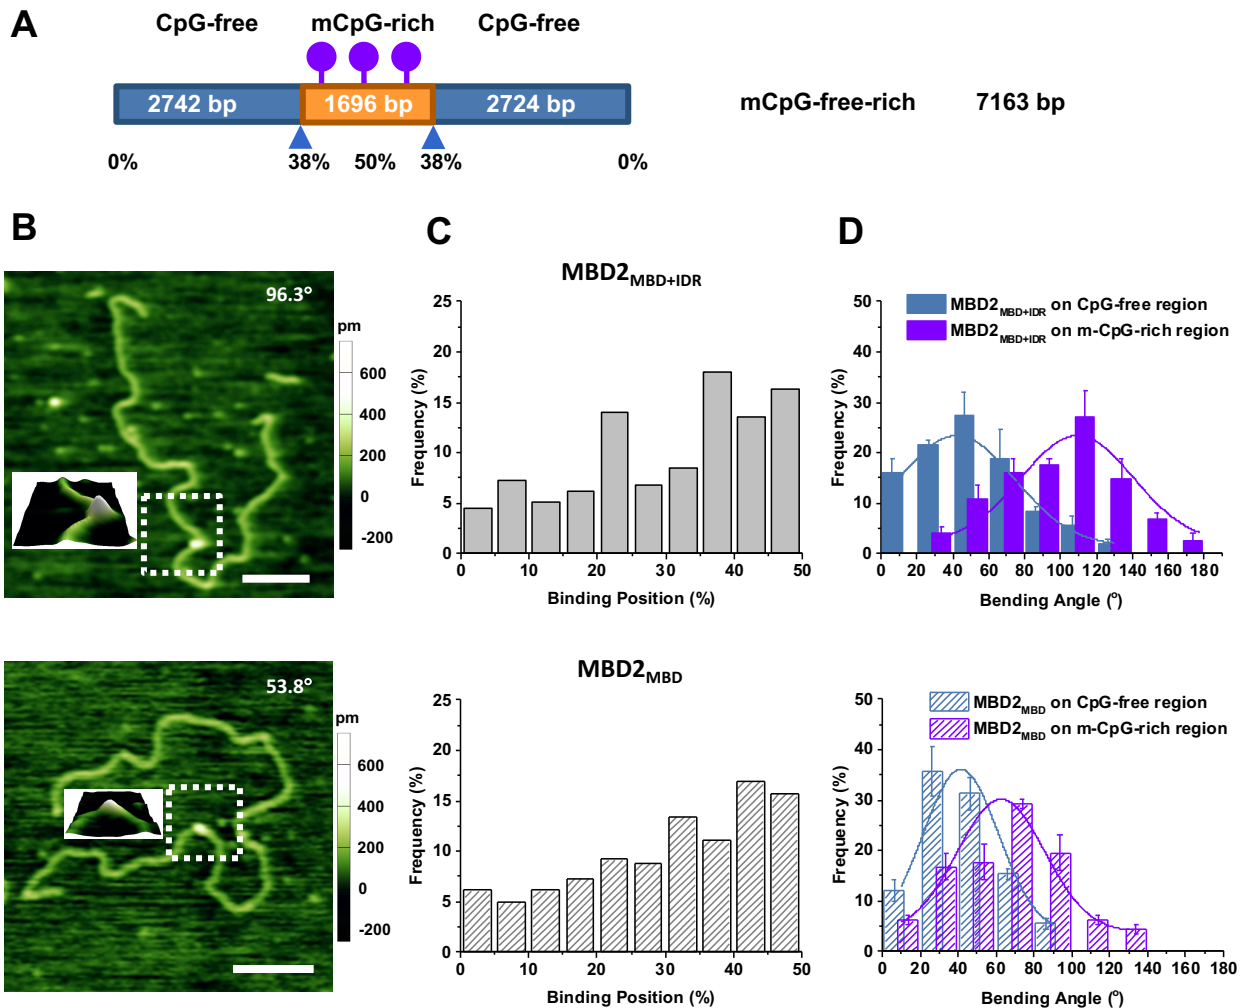 A
CpG-free mCpG-rich CpG-free
2742 bp 1696 bp 2724 bp
mCpG-free-rich 7163 bp
0% 38% 50% 38% 0%
B
96.3°
pm
600
400
200
0
-200
53.8°
pm
600
400
200
0
-200
C
MBD2MBD+IDR
Frequency (%)
25
20
15
10
5
0
0 10 20 30 40 50
Binding Position (%)
MBD2MBD
Frequency (%)
25
20
15
10
5
0
0 10 20 30 40 50
Binding Position (%)
D
MBD2MBD+IDR on CpG-free region
MBD2MBD+IDR on m-CpG-rich region
Frequency (%)
50
40
30
20
10
0
0 20 40 60 80 100 120 140 160 180
Bending Angle (o)
MBD2MBD on CpG-free region
MBD2MBD on m-CpG-rich region
Frequency (%)
50
40
30
20
10
0
0 20 40 60 80 100 120 140 160 180
Bending Angle (o)